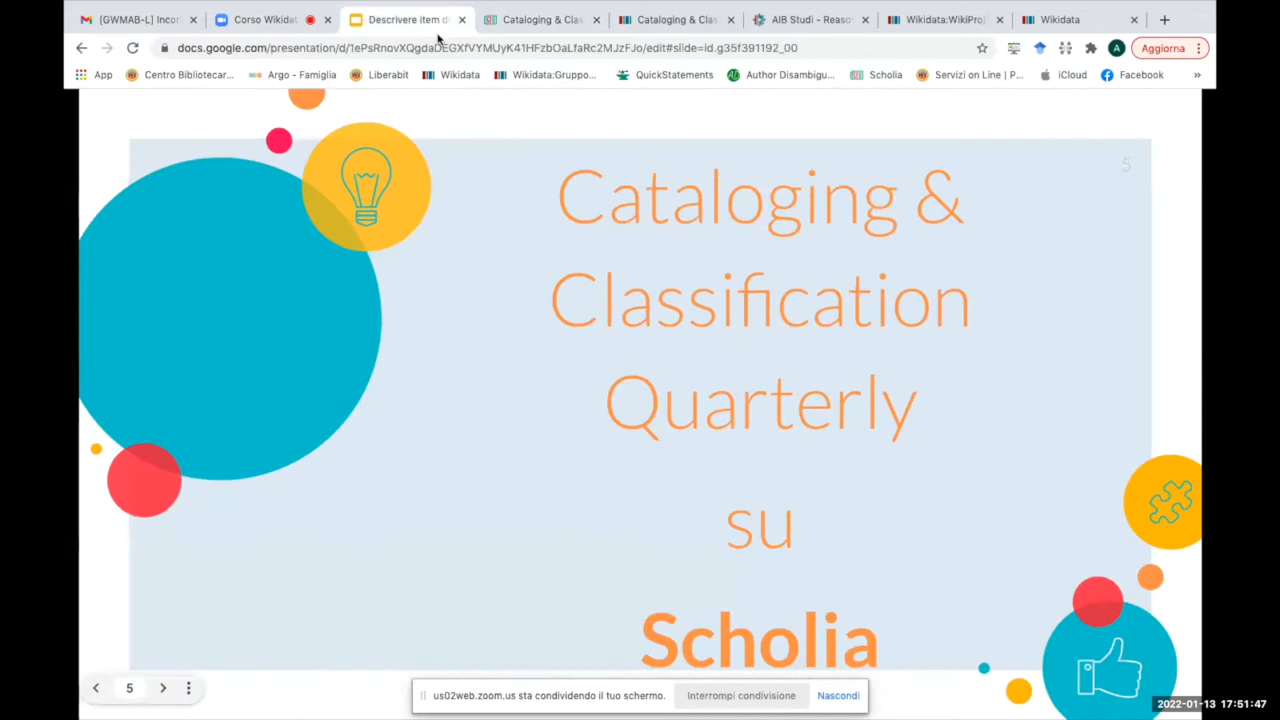 [GWMAB-L] Incon
Corso Wikidat
Descrivere item d
Cataloging & Clas
Cataloging & Clas
AIB Studi - Reaso
Wikidata:WikiProj
Wikidata
docs.google.com/presentation/d/1ePsRnovXQgdaDEGXfVYMUyK41HFzbOaLfaRc2MJzFJo/edit#slide=id.g35f391192_00
A
Aggiorna
App
Centro Bibliotecar...
Argo - Famiglia
Liberabit
Wikidata
Wikidata:Gruppo...
QuickStatements
Author Disambigu...
Scholia
Servizi on Line | P...
iCloud
Facebook
»
5
Cataloging &
Classification
Quarterly
su
Scholia
5
us02web.zoom.us sta condividendo il tuo schermo.
Interrompi condivisione
Nascondi
2022-01-13 17:51:47